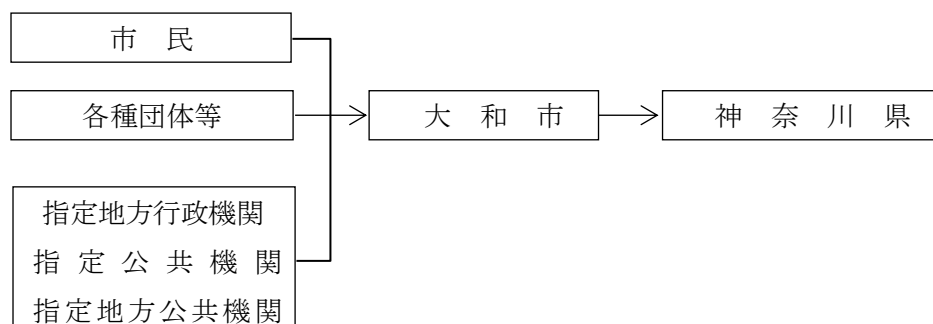 市 民
各種団体等
大 和 市
神 奈 川 県
指定地方行政機関
指 定 公 共 機 関
指定地方公共機関